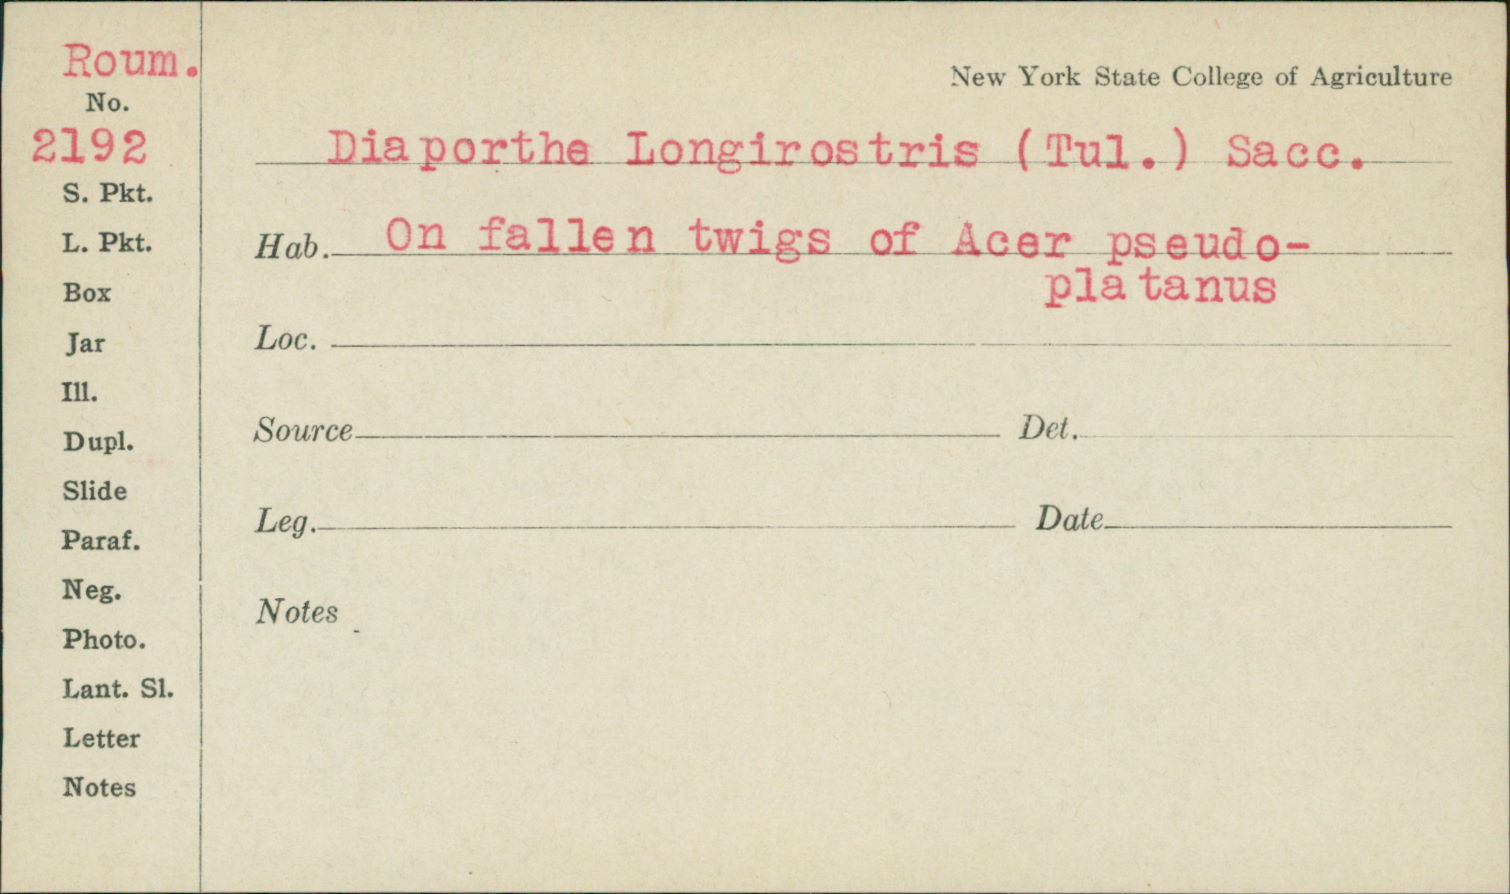 Roum.
No.
2192
S. Pkt.
L. Pkt.
Box
Jar
Ill.
Dupl.
Slide
Paraf.
Neg.
Photo.
Lant. Sl.
Letter
Notes
New York State College of Agriculture
Diaporthe Longirostris (Tul.) Sacc.
Hab. On fallen twigs of Acer pseudo-
platanus
Loc.
Source Det.
Leg. Date
Notes